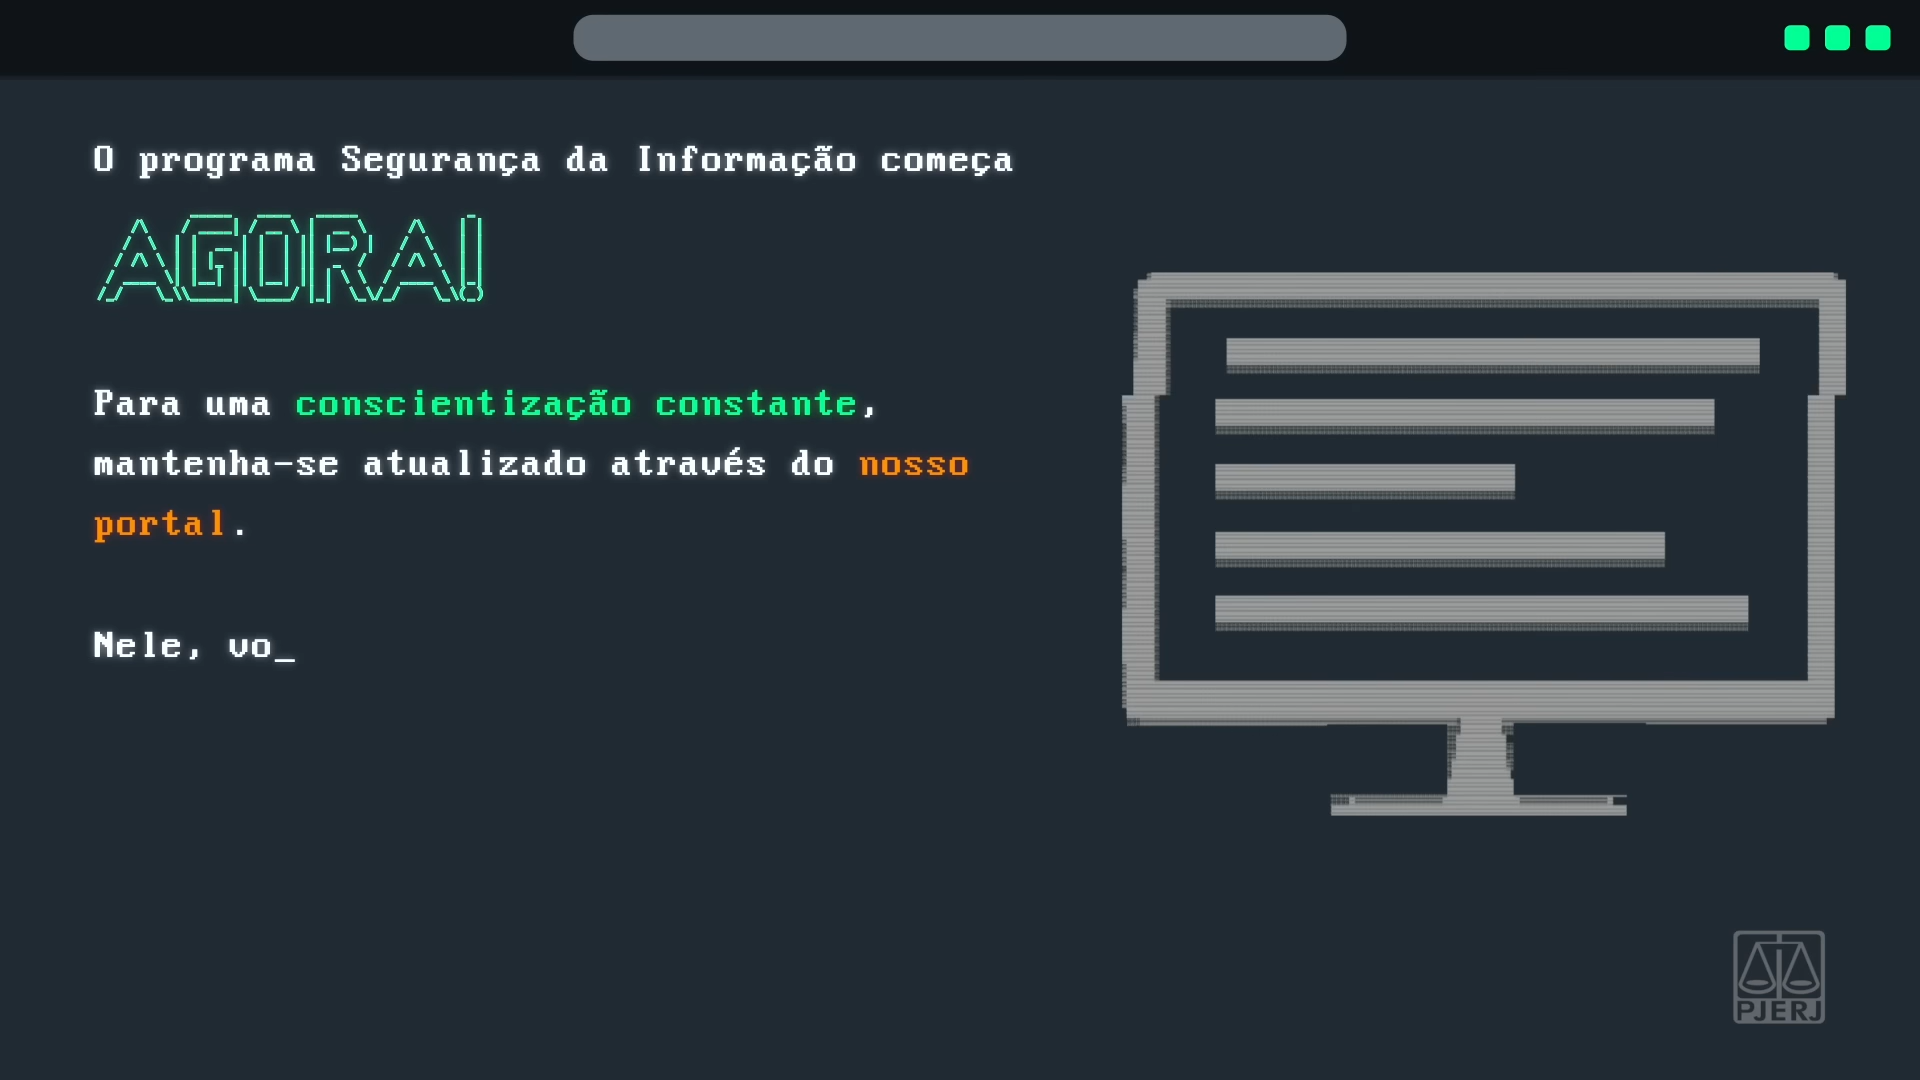 O programa Segurança da Informação começa
AGORA!
Para uma conscientização constante,
mantenha-se atualizado através do nosso
portal.
Nele, vo_
PJERJ